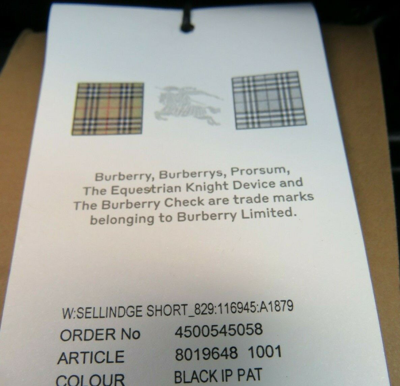 Burberry, Burberrys, Prorsum,
The Equestrian Knight Device and
The Burberry Check are trade marks
belonging to Burberry Limited.
W:SELLINDGE SHORT_829:116945:A1879
ORDER No 4500545058
ARTICLE 8019648 1001
COLOUR BLACK IP PAT